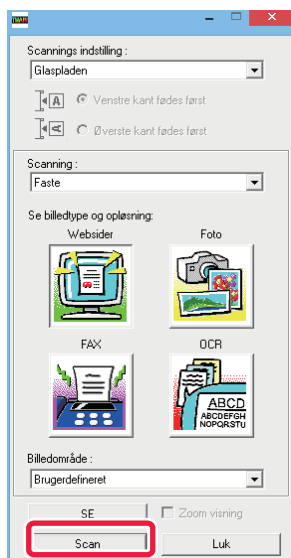 Scannings indstilling :
Glaspladen
A Venstre kant fødes først
A Øverste kant fødes først
Scanning :
Faste
Se billedtype og opløsning:
Websider Foto
FAX OCR
ABCD
ABCDEFGH
NOPQRSTU
Billedområde :
Brugerdefineret
SE Zoom visning
Scan Luk